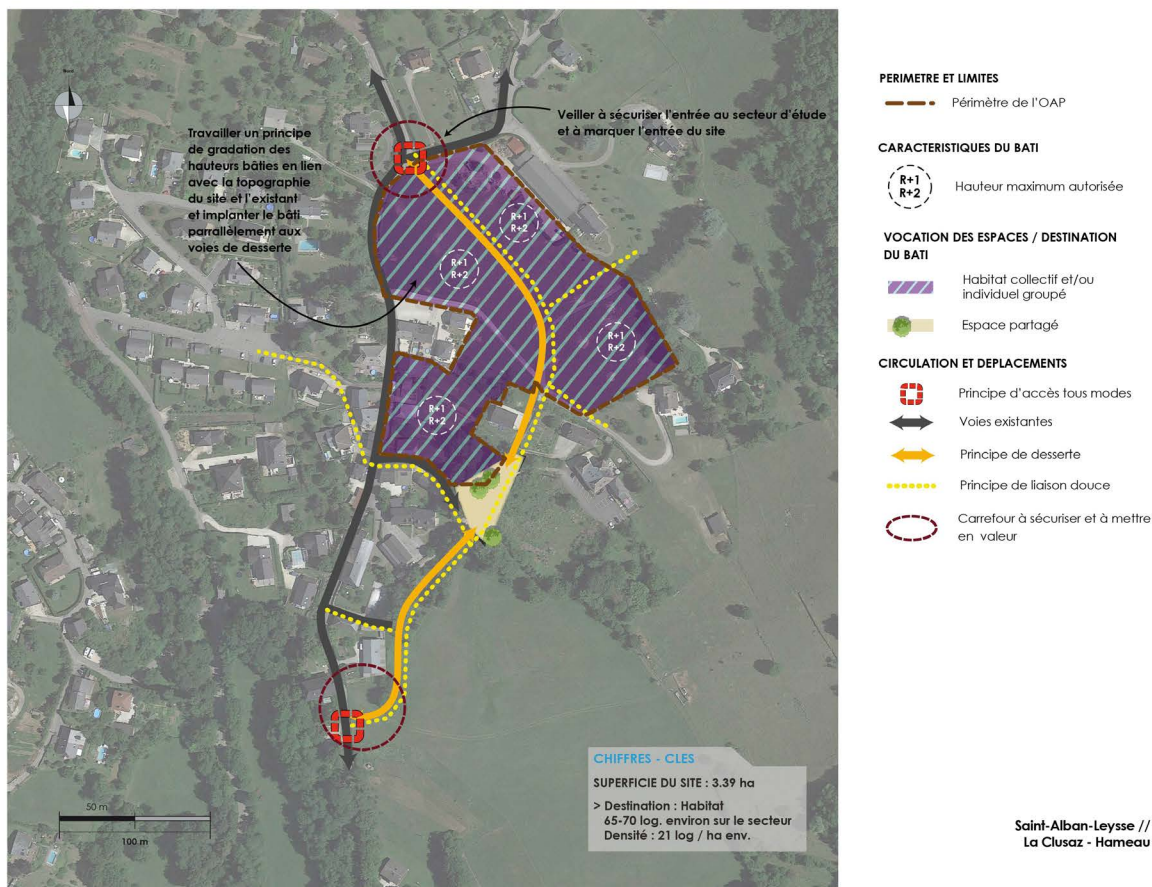 Travailler un principe
de gradation des
hauteurs bâties en lien
avec la topographie
du site et l'existant
et implanter le bâti
parrallèlement aux
voies de desserte
Veiller à sécuriser l'entrée au secteur d'étude
et à marquer l'entrée du site
R+1
R+2
R+1
R+2
R+1
R+2
R+1
R+2
50 m
100 m
CHIFFRES - CLES
SUPERFICIE DU SITE : 3.39 ha
> Destination : Habitat
65-70 log. environ sur le secteur
Densité : 21 log / ha env.
PERIMETRE ET LIMITES
Périmètre de l'OAP
CARACTERISTIQUES DU BATI
R+1
R+2
Hauteur maximum autorisée
VOCATION DES ESPACES / DESTINATION
DU BATI
Habitat collectif et/ou
individuel groupé
Espace partagé
CIRCULATION ET DEPLACEMENTS
Principe d'accès tous modes
Voies existantes
Principe de desserte
Principe de liaison douce
Carrefour à sécuriser et à mettre
en valeur
Saint-Alban-Leysse //
La Clusaz - Hameau